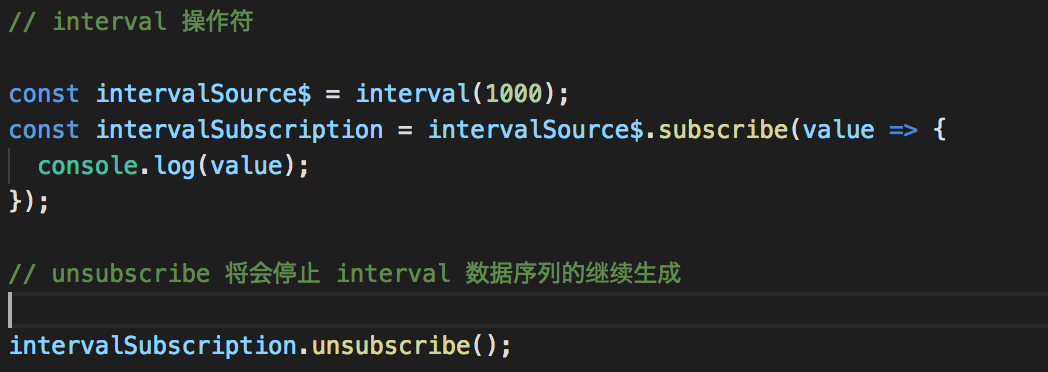 // interval 操作符
const intervalSource$ = interval(1000);
const intervalSubscription = intervalSource$.subscribe(value => {
  console.log(value);
});
// unsubscribe 将会停止 interval 数据序列的继续生成
intervalSubscription.unsubscribe();